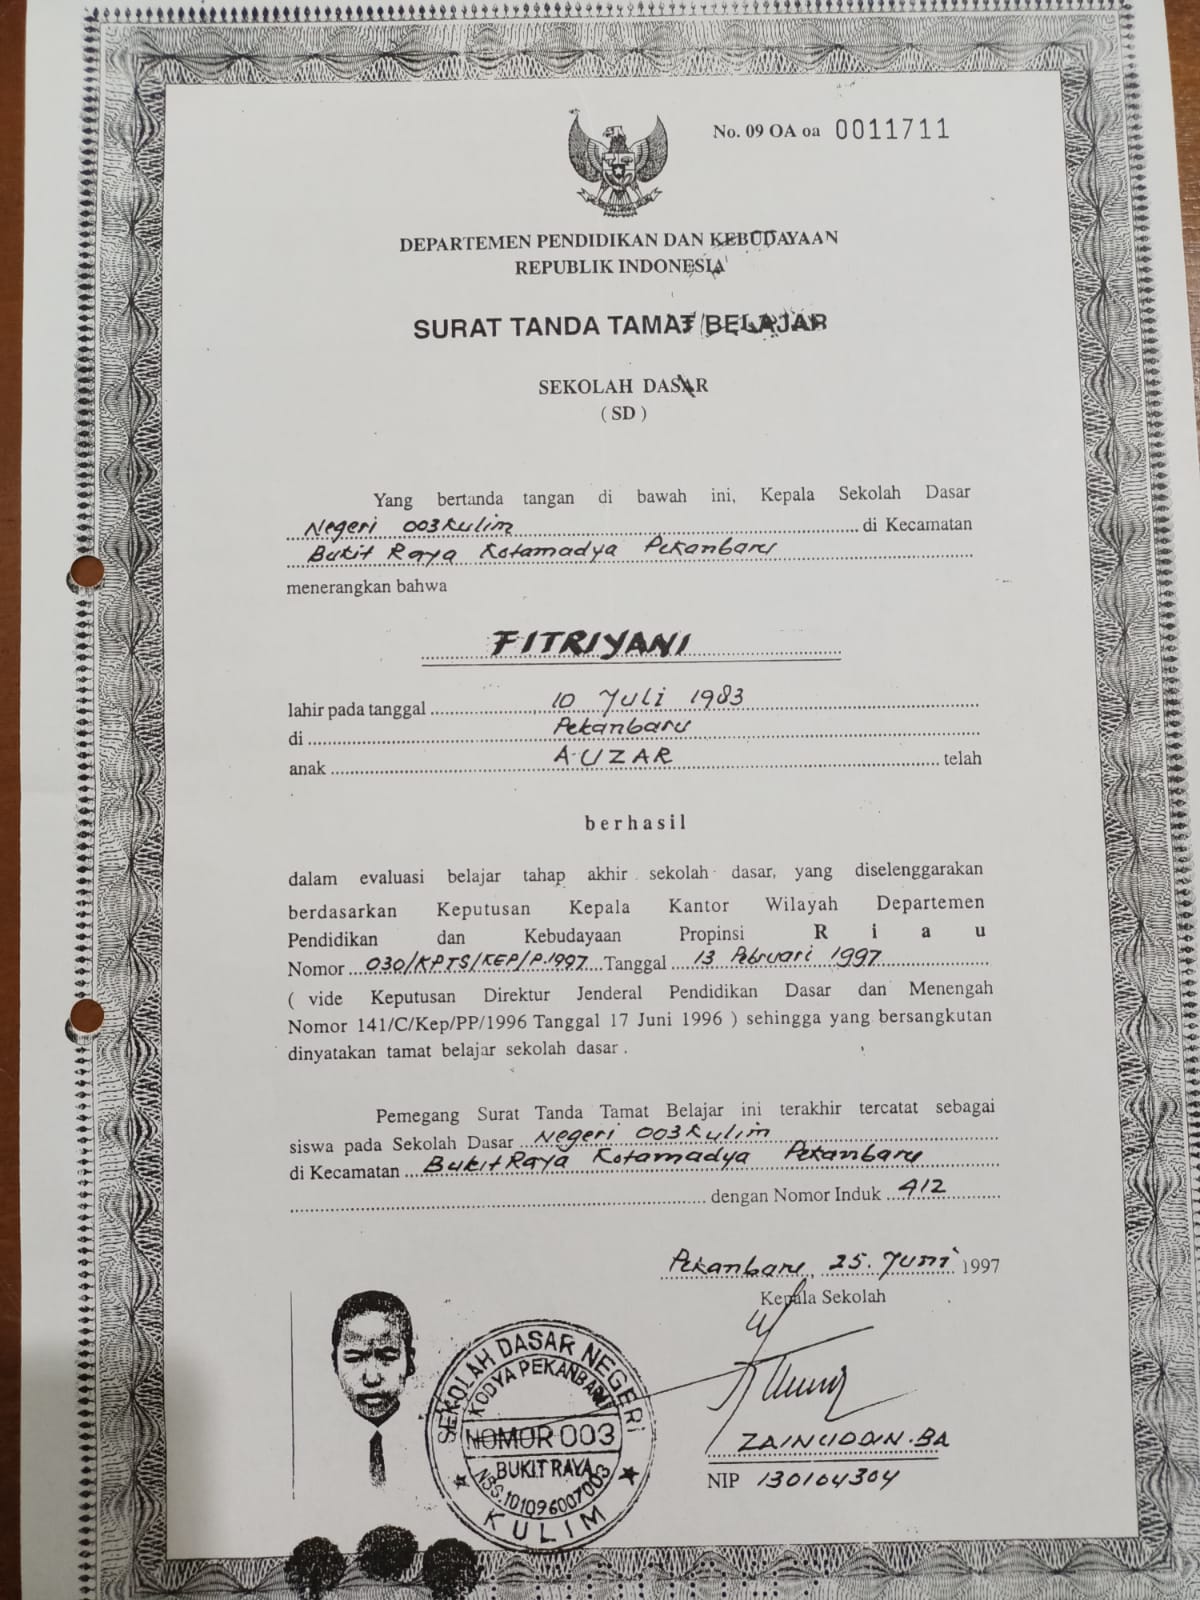 No. 09 OA oa 0011711
DEPARTEMEN PENDIDIKAN DAN KEBUDAYAAN
REPUBLIK INDONESIA
SURAT TANDA TAMAT BELAJAR
SEKOLAH DASAR
( SD )
Yang bertanda tangan di bawah ini, Kepala Sekolah Dasar
Negeri 003 Kulim di Kecamatan
Bukit Raya Kotamadya Pekanbaru
menerangkan bahwa
FITRIYANI
lahir pada tanggal 10 Juli 1983
di Pekanbaru
anak A·UZAR telah
berhasil
dalam evaluasi belajar tahap akhir sekolah dasar, yang diselenggarakan
berdasarkan Keputusan Kepala Kantor Wilayah Departemen
Pendidikan dan Kebudayaan Propinsi R i a u
Nomor 030/KPTS/KEP/P.1997 Tanggal 13 Pebruari 1997
( vide Keputusan Direktur Jenderal Pendidikan Dasar dan Menengah
Nomor 141/C/Kep/PP/1996 Tanggal 17 Juni 1996 ) sehingga yang bersangkutan
dinyatakan tamat belajar sekolah dasar .
Pemegang Surat Tanda Tamat Belajar ini terakhir tercatat sebagai
siswa pada Sekolah Dasar Negeri 003 Kulim
di Kecamatan Bukit Raya Kotamadya Pekanbaru
dengan Nomor Induk 412
Pekanbaru, 25. Juni 1997
Kepala Sekolah
SEKOLAH DASAR NEGERI
KODYA PEKANBARU
NOMOR 003
BUKIT RAYA
NSS.101096007003
KULIM
ZAINUDDIN.BA
NIP 130104304